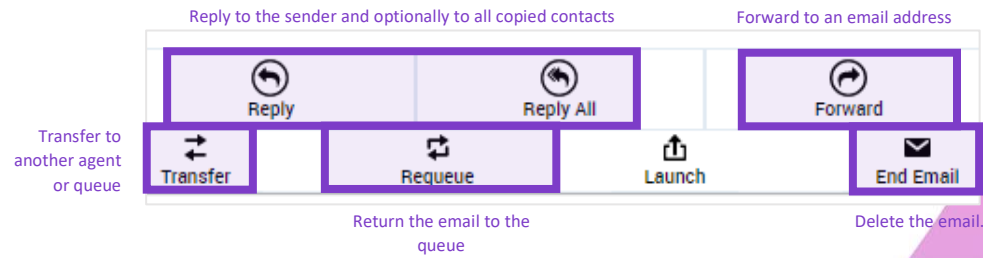 Reply to the sender and optionally to all copied contacts
Forward to an email address
Reply
Reply All
Forward
Transfer to
another agent
or queue
Transfer
Requeue
Launch
End Email
Return the email to the
queue
Delete the email.